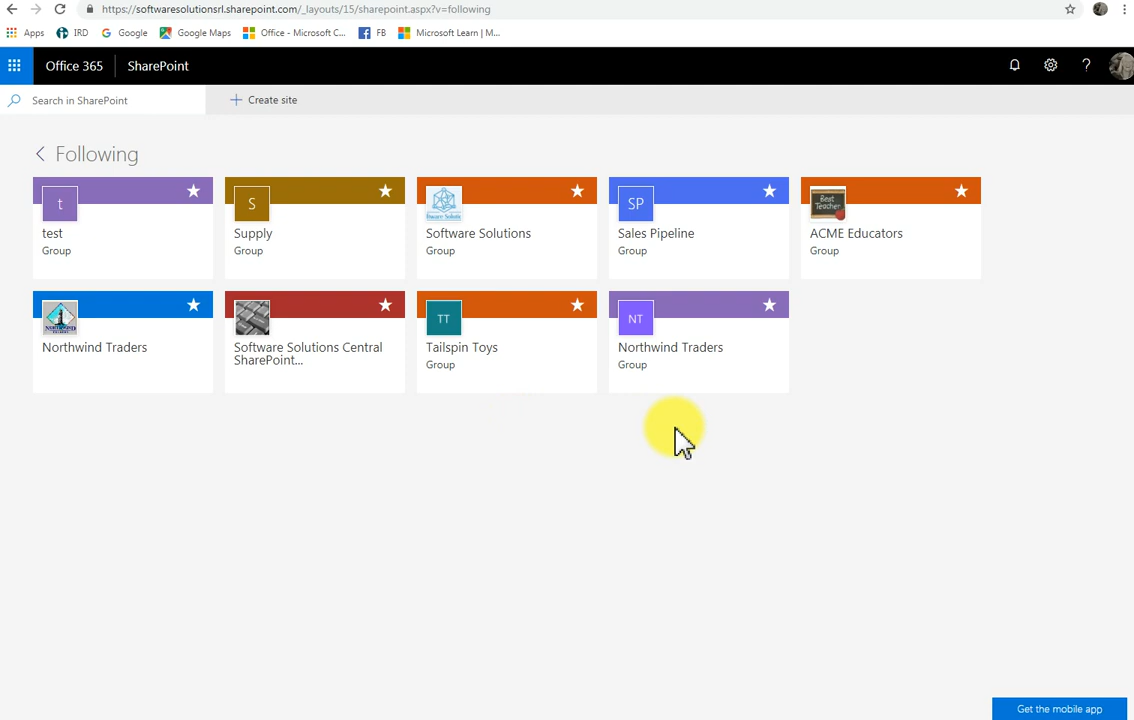 https://softwaresolutionsrl.sharepoint.com/_layouts/15/sharepoint.aspx?v=following
Apps IRD Google Google Maps Office - Microsoft C... FB Microsoft Learn | M...
Office 365 SharePoint ?
Search in SharePoint + Create site
Following
t S SP Best Teacher
test Supply Software Solutions Sales Pipeline ACME Educators
Group Group Group Group Group
TT NT
Northwind Traders Software Solutions Central SharePoint... Tailspin Toys Northwind Traders
Group Group
Get the mobile app